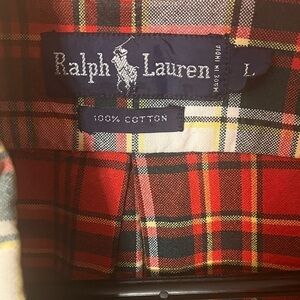 Ralph Lauren
MADE IN INDIA
L
100% COTTON